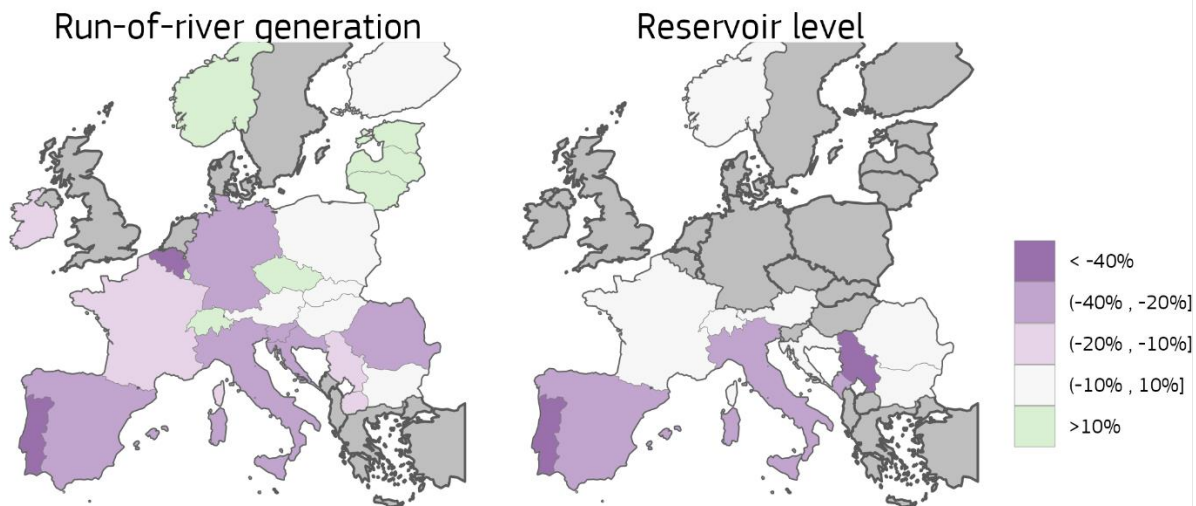 Run-of-river generation
Reservoir level
< -40%
(-40% , -20%]
(-20% , -10%]
(-10% , 10%]
>10%